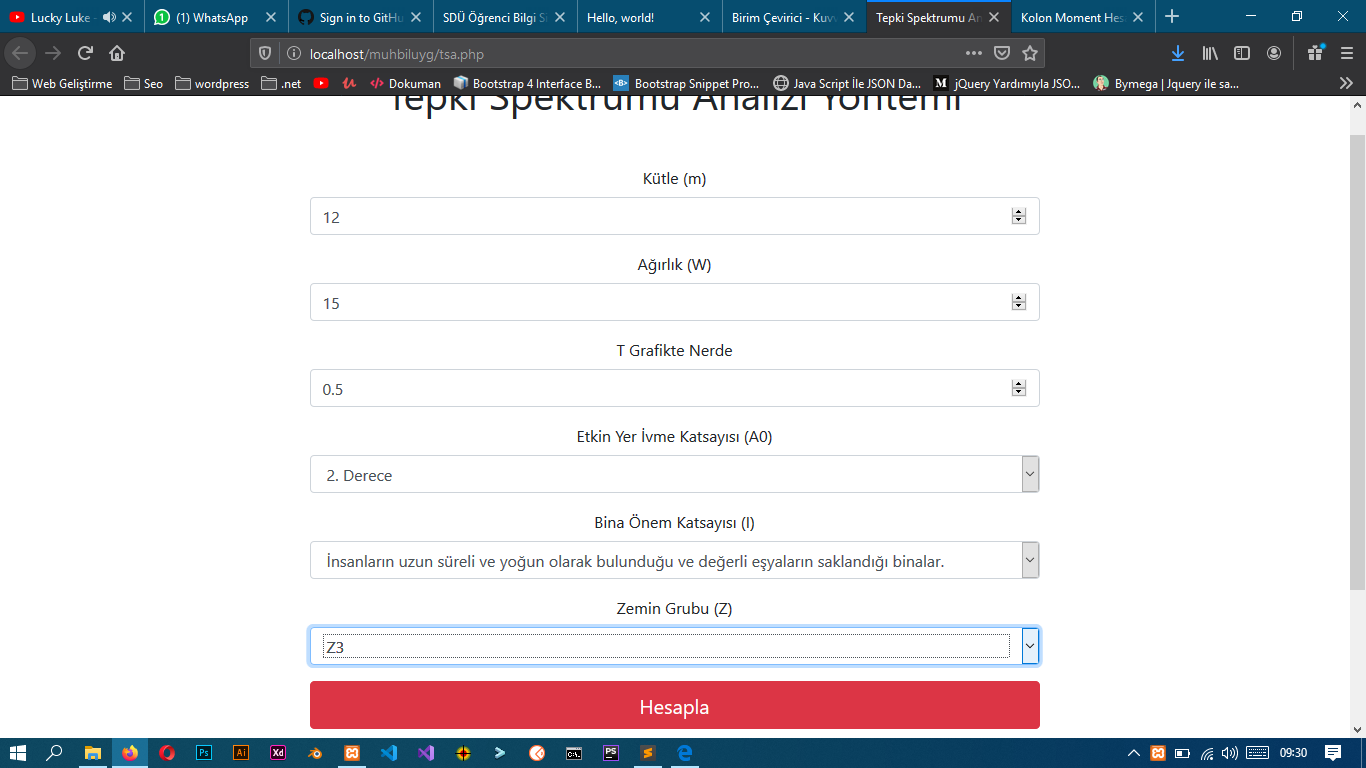 Lucky Luke -
(1) WhatsApp
Sign in to GitHu
SDÜ Öğrenci Bilgi Si
Hello, world!
Birim Çevirici - Kuvv
Tepki Spektrumu An
Kolon Moment Hes
localhost/muhbiluyg/tsa.php
Web Geliştirme
Seo
wordpress
.net
Dokuman
Bootstrap 4 Interface B...
Bootstrap Snippet Pro...
Java Script İle JSON Da...
jQuery Yardımıyla JSO...
Bymega | Jquery ile sa...
Tepki Spektrumu Analizi Yöntemi
Kütle (m)
12
Ağırlık (W)
15
T Grafikte Nerde
0.5
Etkin Yer İvme Katsayısı (A0)
2. Derece
Bina Önem Katsayısı (I)
İnsanların uzun süreli ve yoğun olarak bulunduğu ve değerli eşyaların saklandığı binalar.
Zemin Grubu (Z)
Z3
Hesapla
09:30